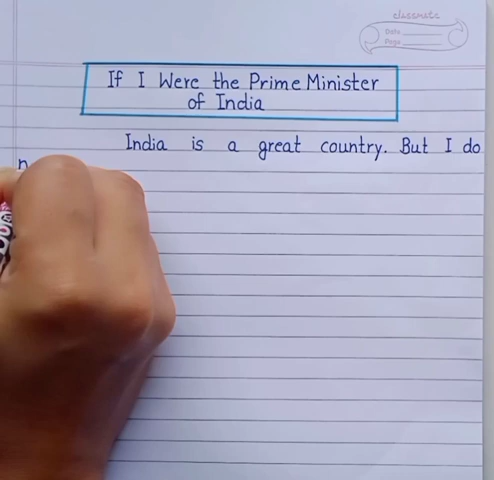 classmate
Date
Page
If I Were the Prime Minister
of India
India is a great country. But I do
n